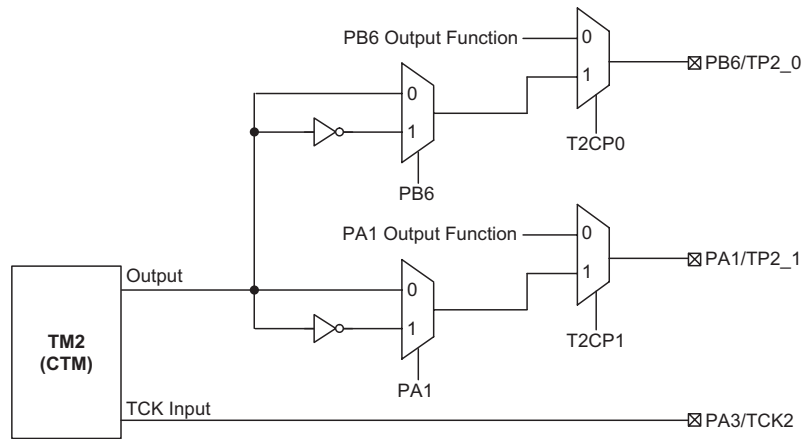 PB6 Output Function
0
1
PB6/TP2_0
0
1
T2CP0
PB6
PA1 Output Function
0
1
PA1/TP2_1
Output
0
1
T2CP1
TM2
(CTM)
PA1
TCK Input
PA3/TCK2